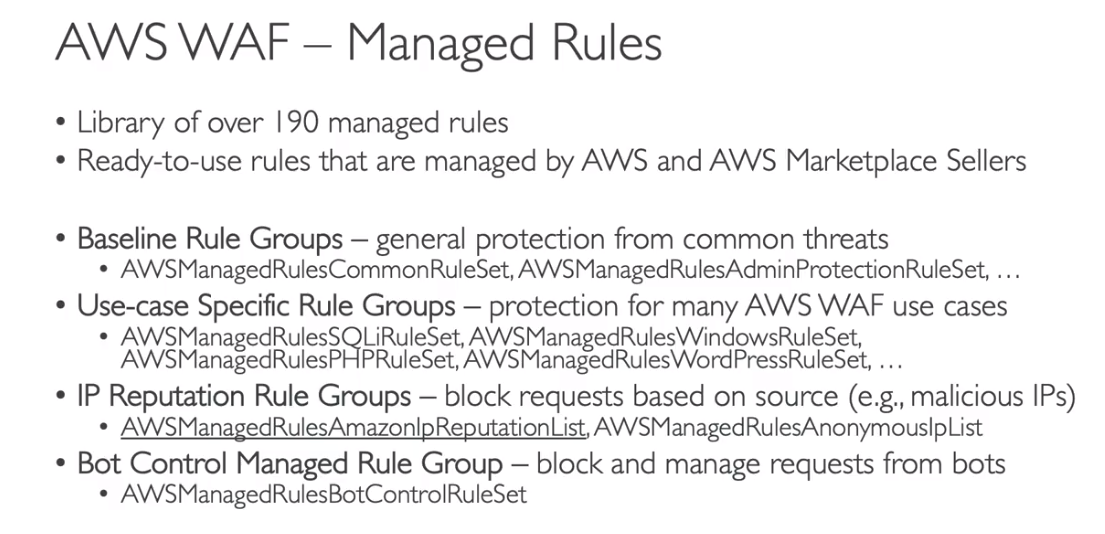 AWS WAF – Managed Rules
• Library of over 190 managed rules
• Ready-to-use rules that are managed by AWS and AWS Marketplace Sellers
• Baseline Rule Groups – general protection from common threats
• AWSManagedRulesCommonRuleSet, AWSManagedRulesAdminProtectionRuleSet, …
• Use-case Specific Rule Groups – protection for many AWS WAF use cases
• AWSManagedRulesSQLiRuleSet, AWSManagedRulesWindowsRuleSet,
AWSManagedRulesPHPRuleSet, AWSManagedRulesWordPressRuleSet, …
• IP Reputation Rule Groups – block requests based on source (e.g., malicious IPs)
• AWSManagedRulesAmazonIpReputationList, AWSManagedRulesAnonymousIpList
• Bot Control Managed Rule Group – block and manage requests from bots
• AWSManagedRulesBotControlRuleSet